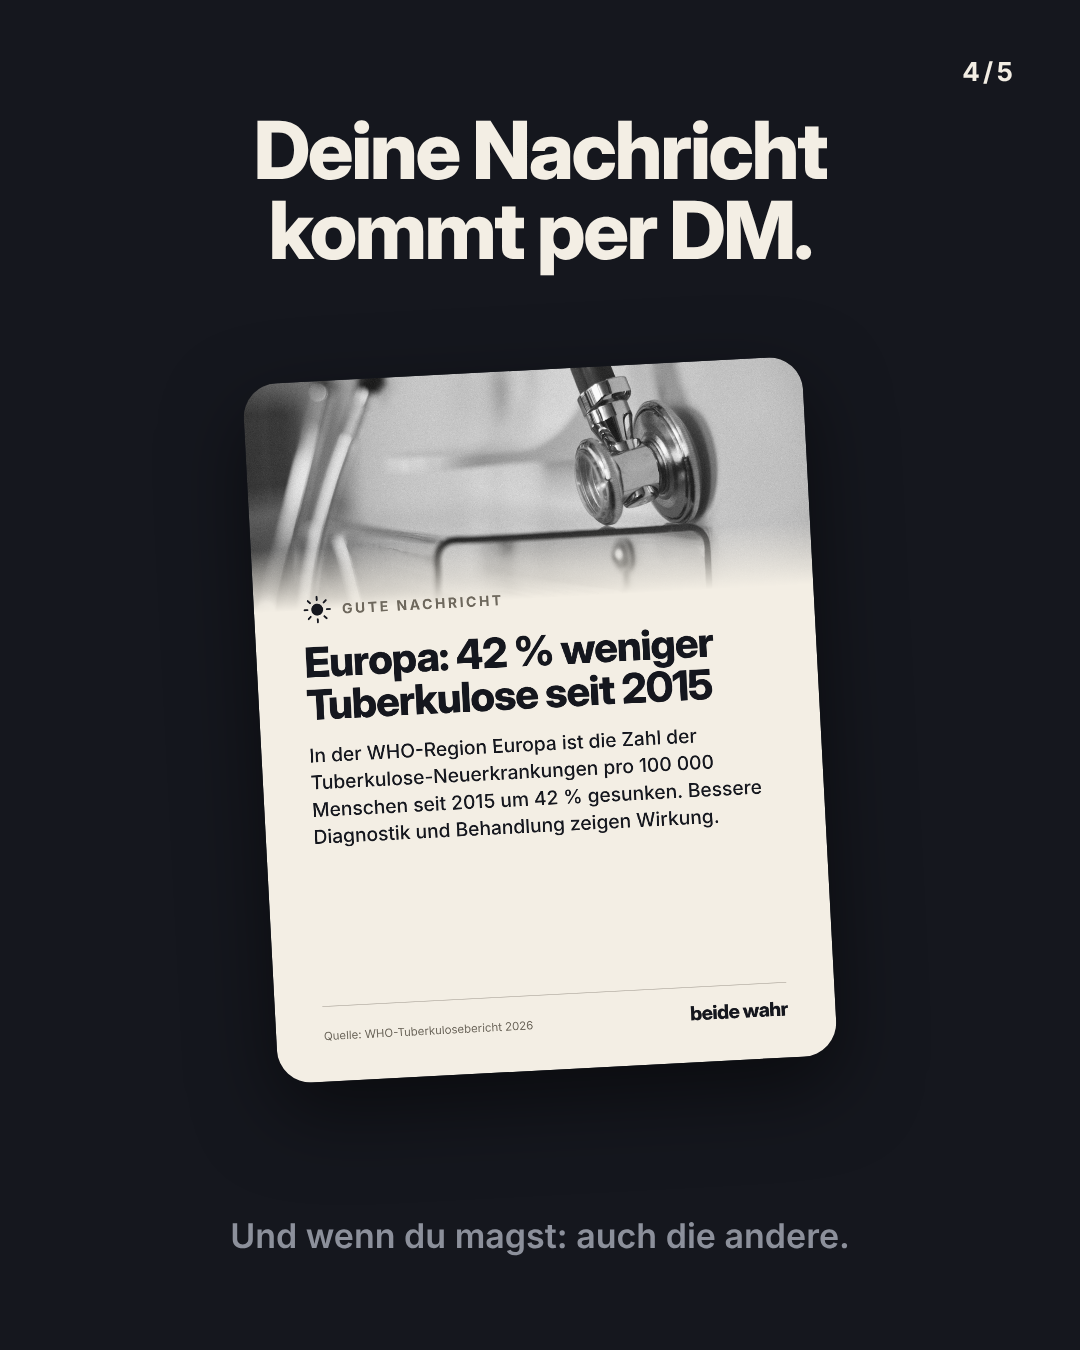 4/5
Deine Nachricht
kommt per DM.
GUTE NACHRICHT
Europa: 42 % weniger
Tuberkulose seit 2015
In der WHO-Region Europa ist die Zahl der
Tuberkulose-Neuerkrankungen pro 100 000
Menschen seit 2015 um 42 % gesunken. Bessere
Diagnostik und Behandlung zeigen Wirkung.
Quelle: WHO-Tuberkulosebericht 2026
beide wahr
Und wenn du magst: auch die andere.